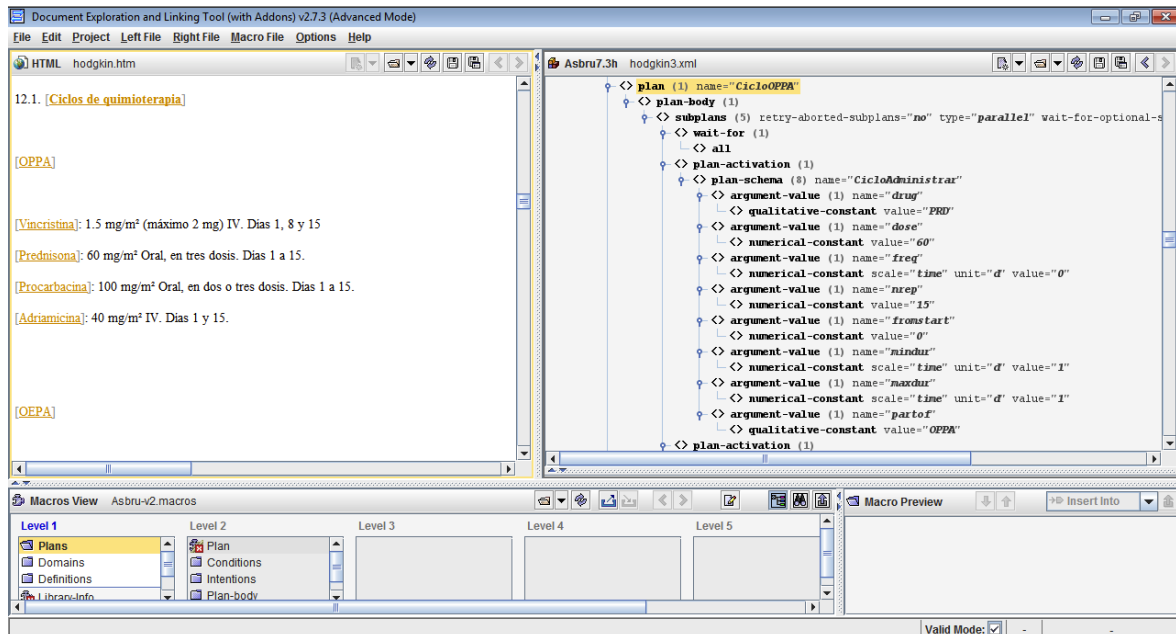 Document Exploration and Linking Tool (with Addons) v2.7.3 (Advanced Mode)
File Edit Project Left File Right File Macro File Options Help
HTML hodgkin.htm
12.1. [Ciclos de quimioterapia]
[OPPA]
[Vincristina]: 1.5 mg/m² (máximo 2 mg) IV. Dias 1, 8 y 15
[Prednisona]: 60 mg/m² Oral, en tres dosis. Dias 1 a 15.
[Procarbacina]: 100 mg/m² Oral, en dos o tres dosis. Dias 1 a 15.
[Adriamicina]: 40 mg/m² IV. Dias 1 y 15.
[OEPA]
Asbru7.3h hodgkin3.xml
<> plan (1) name="CicloOPPA"
<> plan-body (1)
<> subplans (5) retry-aborted-subplans="no" type="parallel" wait-for-optional-s
<> wait-for (1)
<> all
<> plan-activation (1)
<> plan-schema (8) name="CicloAdministrar"
<> argument-value (1) name="drug"
<> qualitative-constant value="PRD"
<> argument-value (1) name="dose"
<> numerical-constant value="60"
<> argument-value (1) name="freq"
<> numerical-constant scale="time" unit="d" value="0"
<> argument-value (1) name="nrep"
<> numerical-constant value="15"
<> argument-value (1) name="fromstart"
<> numerical-constant value="0"
<> argument-value (1) name="mindur"
<> numerical-constant scale="time" unit="d" value="1"
<> argument-value (1) name="maxdur"
<> numerical-constant scale="time" unit="d" value="1"
<> argument-value (1) name="partof"
<> qualitative-constant value="OPPA"
<> plan-activation (1)
Macros View Asbru-v2.macros
Level 1 Level 2 Level 3 Level 4 Level 5
Plans
Domains
Definitions
Library-Info
Plan
Conditions
Intentions
Plan-body
Macro Preview
Insert Into
Valid Mode: - -